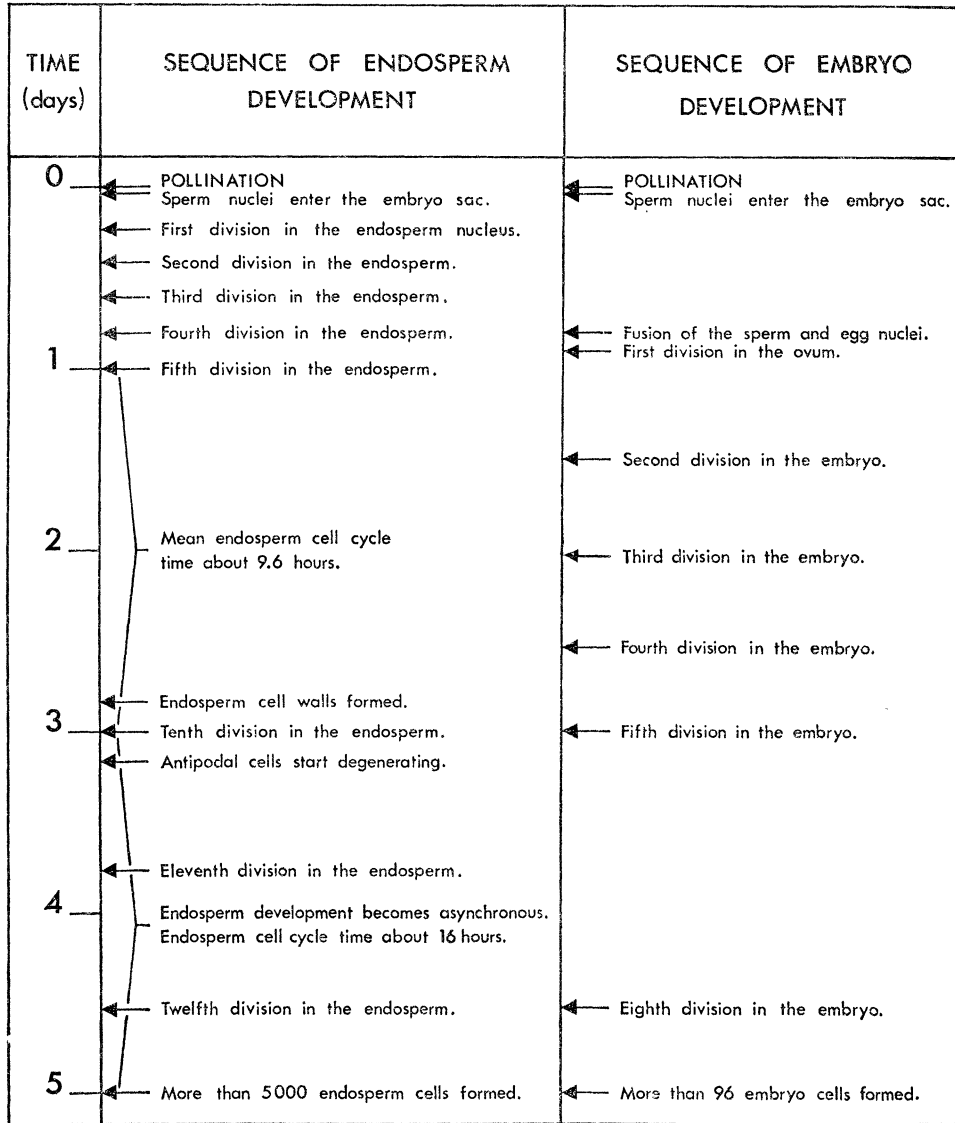 TIME
(days)
SEQUENCE OF ENDOSPERM
DEVELOPMENT
SEQUENCE OF EMBRYO
DEVELOPMENT
0
POLLINATION
Sperm nuclei enter the embryo sac.
First division in the endosperm nucleus.
Second division in the endosperm.
Third division in the endosperm.
Fourth division in the endosperm.
1
Fifth division in the endosperm.
2
Mean endosperm cell cycle
time about 9.6 hours.
Endosperm cell walls formed.
3
Tenth division in the endosperm.
Antipodal cells start degenerating.
Eleventh division in the endosperm.
4
Endosperm development becomes asynchronous.
Endosperm cell cycle time about 16 hours.
Twelfth division in the endosperm.
5
More than 5000 endosperm cells formed.
POLLINATION
Sperm nuclei enter the embryo sac.
Fusion of the sperm and egg nuclei.
First division in the ovum.
Second division in the embryo.
Third division in the embryo.
Fourth division in the embryo.
Fifth division in the embryo.
Eighth division in the embryo.
More than 96 embryo cells formed.